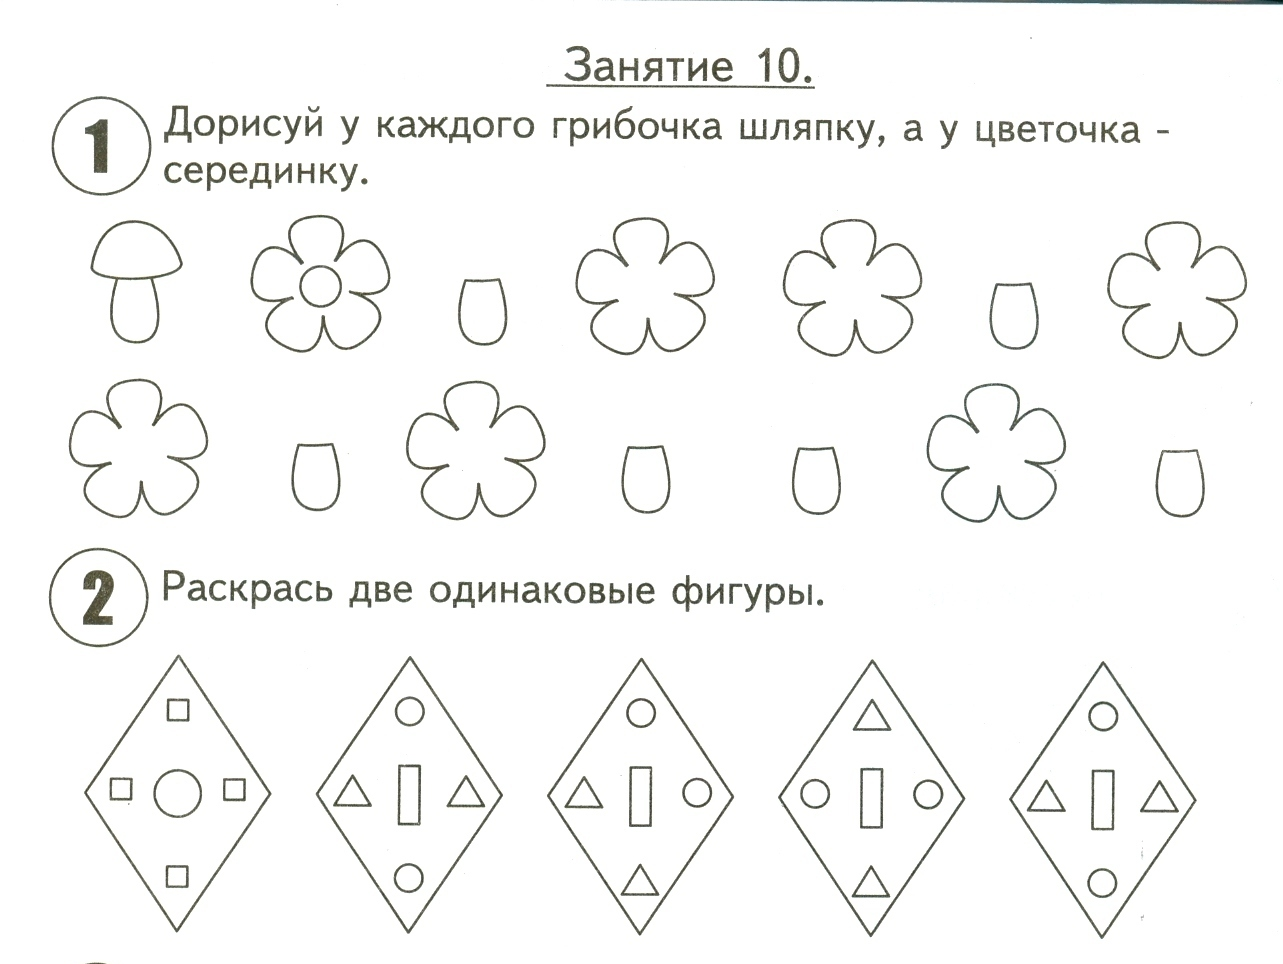 Занятие 10.
1
Дорисуй у каждого грибочка шляпку, а у цветочка -
серединку.
2
Раскрась две одинаковые фигуры.